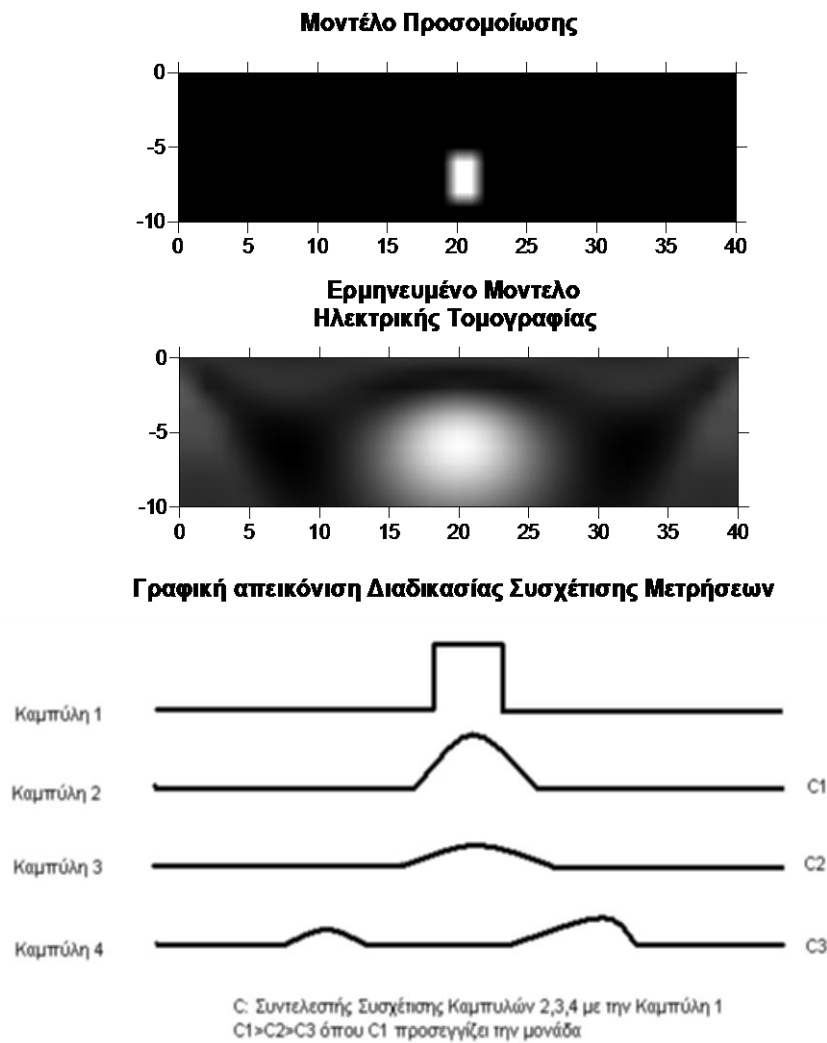 Μοντέλο Προσομοίωσης
0
-5
-10
0 5 10 15 20 25 30 35 40
Ερμηνευμένο Μοντελο
Ηλεκτρικής Τομογραφίας
0
-5
-10
0 5 10 15 20 25 30 35 40
Γραφική απεικόνιση Διαδικασίας Συσχέτισης Μετρήσεων
Καμπύλη 1
Καμπύλη 2 C1
Καμπύλη 3 C2
Καμπύλη 4 C3
C: Συντελεστής Συσχέτισης Καμπυλών 2,3,4 με την Καμπύλη 1
C1>C2>C3 όπου C1 προσεγγίζει την μονάδα